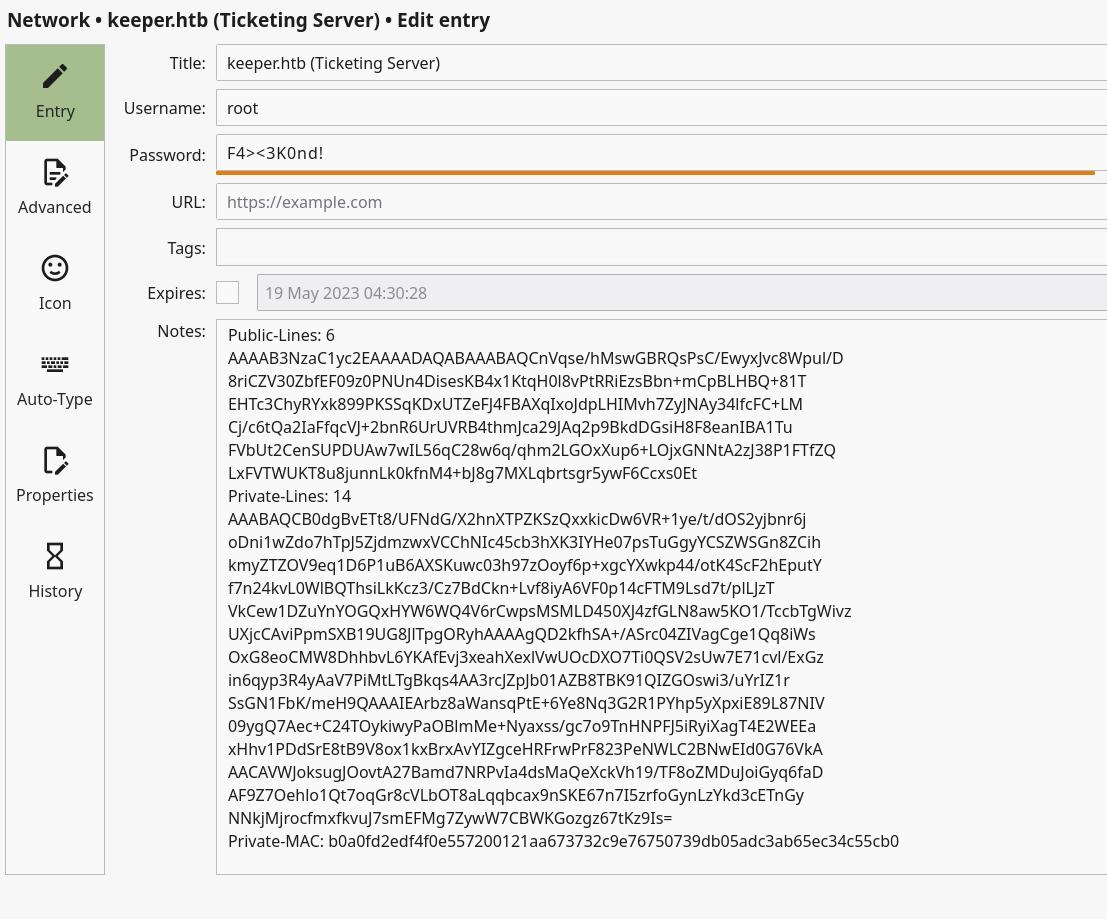 Network • keeper.htb (Ticketing Server) • Edit entry
Entry
Advanced
Icon
Auto-Type
Properties
History
Title: keeper.htb (Ticketing Server)
Username: root
Password: F4><3K0nd!
URL: https://example.com
Tags:
Expires: 19 May 2023 04:30:28
Notes: Public-Lines: 6
AAAAB3NzaC1yc2EAAAADAQABAAABAQCnVqse/hMswGBRQsPsC/EwyxJvc8Wpul/D
8riCZV30ZbfEF09z0PNUn4DisesKB4x1KtqH0l8vPtRRiEzsBbn+mCpBLHBQ+81T
EHTc3ChyRYxk899PKSSqKDxUTZeFJ4FBAXqIxoJdpLHIMvh7ZyJNAy34lfcFC+LM
Cj/c6tQa2IaFfqcVJ+2bnR6UrUVRB4thmJca29JAq2p9BkdDGsiH8F8eanIBA1Tu
FVbUt2CenSUPDUAw7wIL56qC28w6q/qhm2LGOxXup6+LOjxGNNtA2zJ38P1FTfZQ
LxFVTWUKT8u8junnLk0kfnM4+bJ8g7MXLqbrtsgr5ywF6Ccxs0Et
Private-Lines: 14
AAABAQCB0dgBvETt8/UFNdG/X2hnXTPZKSzQxxkicDw6VR+1ye/t/dOS2yjbnr6j
oDni1wZdo7hTpJ5ZjdmzwxVCChNIc45cb3hXK3IYHe07psTuGgyYCSZWSGn8ZCih
kmyZTZOV9eq1D6P1uB6AXSKuwc03h97zOoyf6p+xgcYXwkp44/otK4ScF2hEputY
f7n24kvL0WlBQThsiLkKcz3/Cz7BdCkn+Lvf8iyA6VF0p14cFTM9Lsd7t/plLJzT
VkCew1DZuYnYOGQxHYW6WQ4V6rCwpsMSMLD450XJ4zfGLN8aw5KO1/TccbTgWivz
UXjcCAviPpmSXB19UG8JlTpgORyhAAAAgQD2kfhSA+/ASrc04ZIVagCge1Qq8iWs
OxG8eoCMW8DhhbvL6YKAfEvj3xeahXexlVwUOcDXO7Ti0QSV2sUw7E71cvl/ExGz
in6qyp3R4yAaV7PiMtLTgBkqs4AA3rcJZpJb01AZB8TBK91QIZGOswi3/uYrIZ1r
SsGN1FbK/meH9QAAAIEArbz8aWansqPtE+6Ye8Nq3G2R1PYhp5yXpxiE89L87NIV
09ygQ7Aec+C24TOykiwyPaOBlmMe+Nyaxss/gc7o9TnHNPFJ5iRyiXagT4E2WEEa
xHhv1PDdSrE8tB9V8ox1kxBrxAvYIZgceHRFrwPrF823PeNWLC2BNwEId0G76VkA
AACAVWJoksugJOovtA27Bamd7NRPvIa4dsMaQeXckVh19/TF8oZMDuJoiGyq6faD
AF9Z7Oehlo1Qt7oqGr8cVLbOT8aLqqbcax9nSKE67n7I5zrfoGynLzYkd3cETnGy
NNkjMjrocfmxfkvuJ7smEFMg7ZywW7CBWKGozgz67tKz9Is=
Private-MAC: b0a0fd2edf4f0e557200121aa673732c9e76750739db05adc3ab65ec34c55cb0